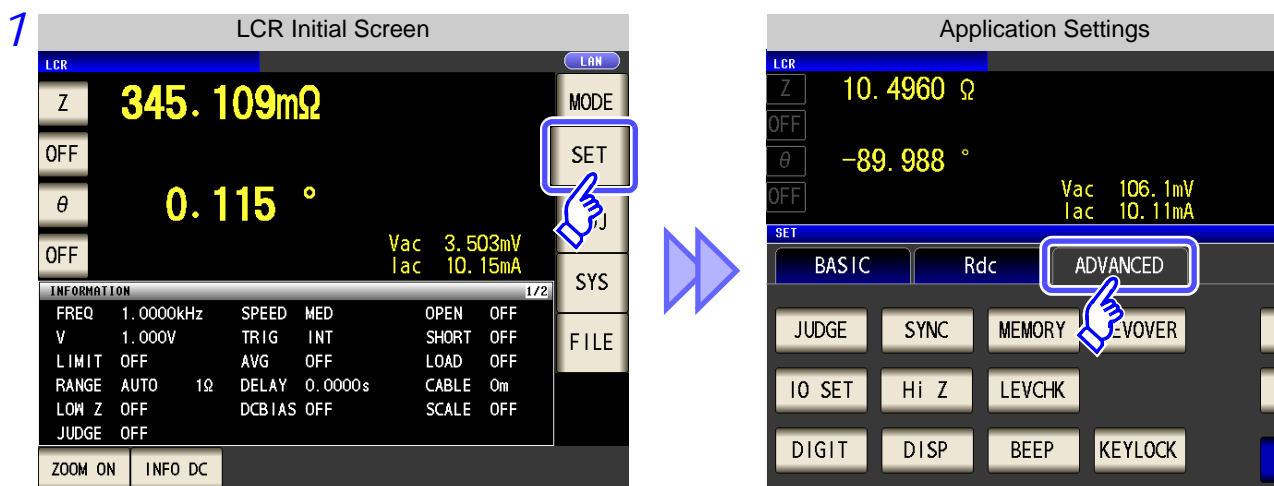 1
LCR Initial Screen
LCR
LAN
Z 345.109mΩ
MODE
OFF
SET
θ 0.115 °
OFF
Vac 3.503mV
Iac 10.15mA
SYS
INFORMATION 1/2
FREQ 1.0000kHz SPEED MED OPEN OFF
V 1.000V TRIG INT SHORT OFF
FILE
LIMIT OFF AVG OFF LOAD OFF
RANGE AUTO 1Ω DELAY 0.0000s CABLE 0m
LOW Z OFF DCBIAS OFF SCALE OFF
JUDGE OFF
ZOOM ON INFO DC
Application Settings
LCR
Z 10.4960 Ω
OFF
θ -89.988 °
OFF
Vac 106.1mV
Iac 10.11mA
SET
BASIC Rdc ADVANCED
JUDGE SYNC MEMORY
IO SET Hi Z LEVCHK
DIGIT DISP BEEP KEYLOCK